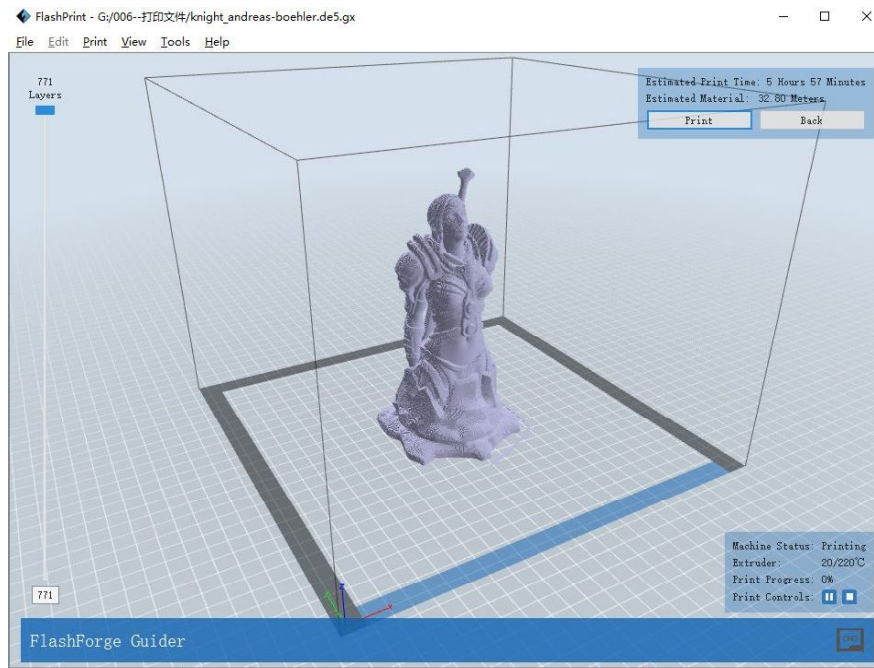 FlashPrint - G:/006--打印文件/knight_andreas-boehler.de5.gx
File Edit Print View Tools Help
771
Layers
Estimated Print Time: 5 Hours 57 Minutes
Estimated Material: 32.80 Meters
Print Back
Machine Status: Printing
Extruder: 20/220℃
Print Progress: 0%
Print Controls:
771
z
y
x
FlashForge Guider